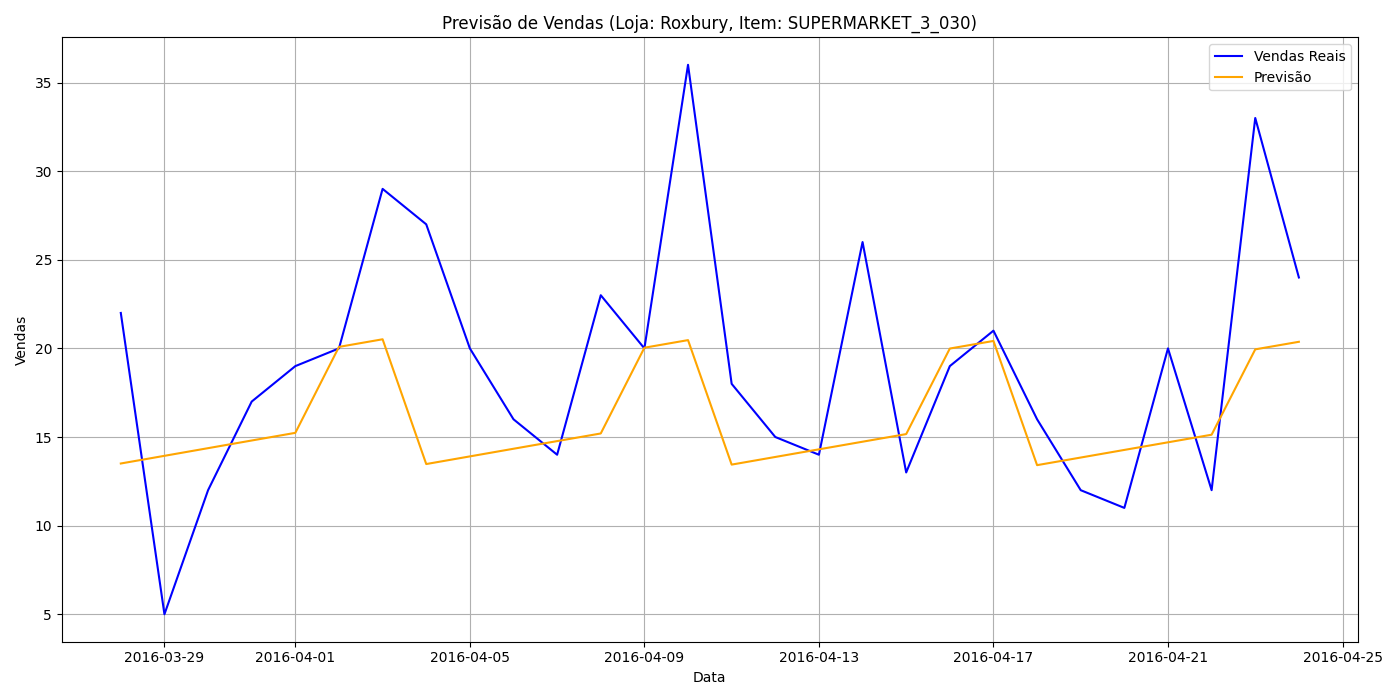 Previsão de Vendas (Loja: Roxbury, Item: SUPERMARKET_3_030)
Vendas Reais
Previsão
Vendas
35
30
25
20
15
10
5
2016-03-29 2016-04-01 2016-04-05 2016-04-09 2016-04-13 2016-04-17 2016-04-21 2016-04-25
Data